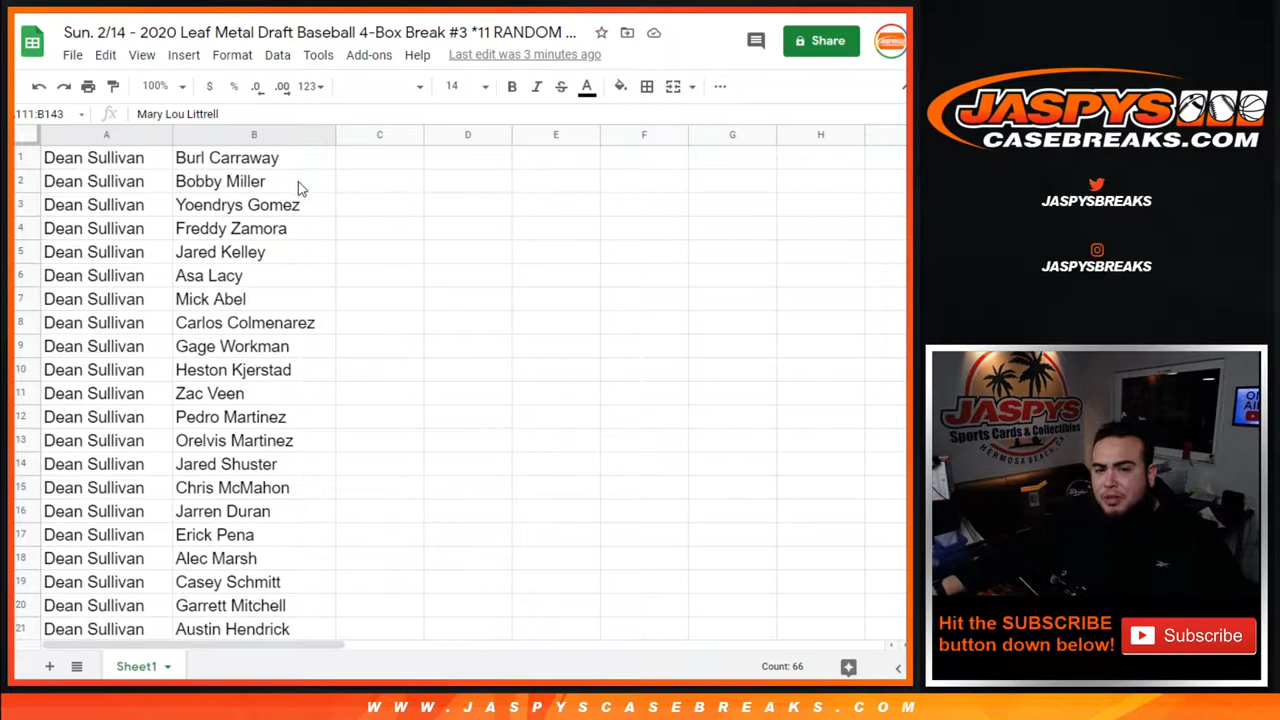 Sun. 2/14 - 2020 Leaf Metal Draft Baseball 4-Box Break #3 *11 RANDOM ...
File Edit View Insert Format Data Tools Add-ons Help Last edit was 3 minutes ago
Share
100% $ % .0 .00 123 14 B I S A
111:B143 fx Mary Lou Littrell
A B C D E F G H
1 Dean Sullivan Burl Carraway
2 Dean Sullivan Bobby Miller
3 Dean Sullivan Yoendrys Gomez
4 Dean Sullivan Freddy Zamora
5 Dean Sullivan Jared Kelley
6 Dean Sullivan Asa Lacy
7 Dean Sullivan Mick Abel
8 Dean Sullivan Carlos Colmenarez
9 Dean Sullivan Gage Workman
10 Dean Sullivan Heston Kjerstad
11 Dean Sullivan Zac Veen
12 Dean Sullivan Pedro Martinez
13 Dean Sullivan Orelvis Martinez
14 Dean Sullivan Jared Shuster
15 Dean Sullivan Chris McMahon
16 Dean Sullivan Jarren Duran
17 Dean Sullivan Erick Pena
18 Dean Sullivan Alec Marsh
19 Dean Sullivan Casey Schmitt
20 Dean Sullivan Garrett Mitchell
21 Dean Sullivan Austin Hendrick
Sheet1
Count: 66
JASPYS
CASEBREAKS.COM
JASPYSBREAKS
JASPYSBREAKS
JASPYS
Sports Cards & Collectibles
HERMOSA BEACH, CA
Hit the SUBSCRIBE
button down below!
Subscribe
WWW.JASPYSCASEBREAKS.COM